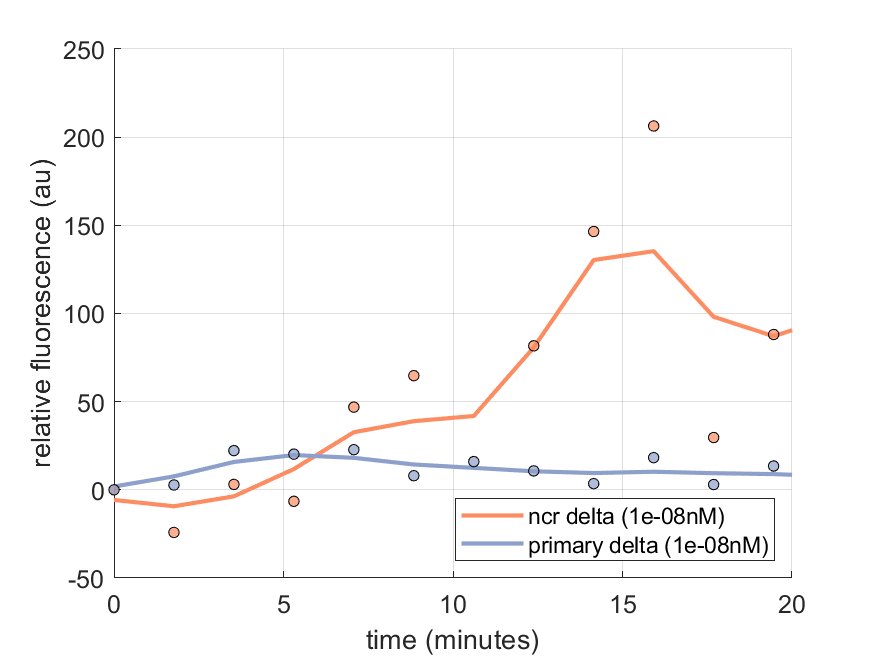 250
200
150
100
50
0
-50
relative fluorescence (au)
0 5 10 15 20
time (minutes)
ncr delta (1e-08nM)
primary delta (1e-08nM)